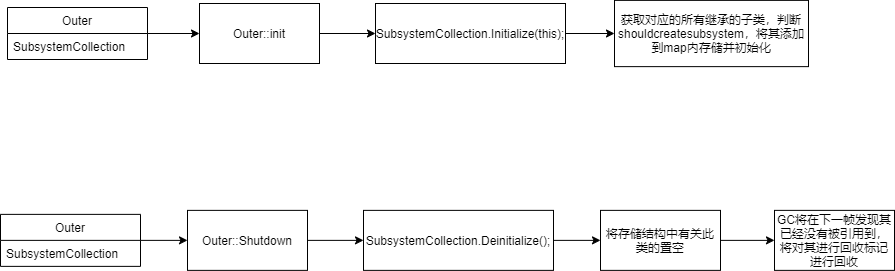 Outer
SubsystemCollection
Outer::init
SubsystemCollection.Initialize(this);
获取对应的所有继承的子类，判断
shouldcreatesubsystem，将其添加
到map内存储并初始化
Outer
SubsystemCollection
Outer::Shutdown
SubsystemCollection.Deinitialize();
将存储结构中有关此
类的置空
GC将在下一帧发现其
已经没有被引用到，
将对其进行回收标记
进行回收